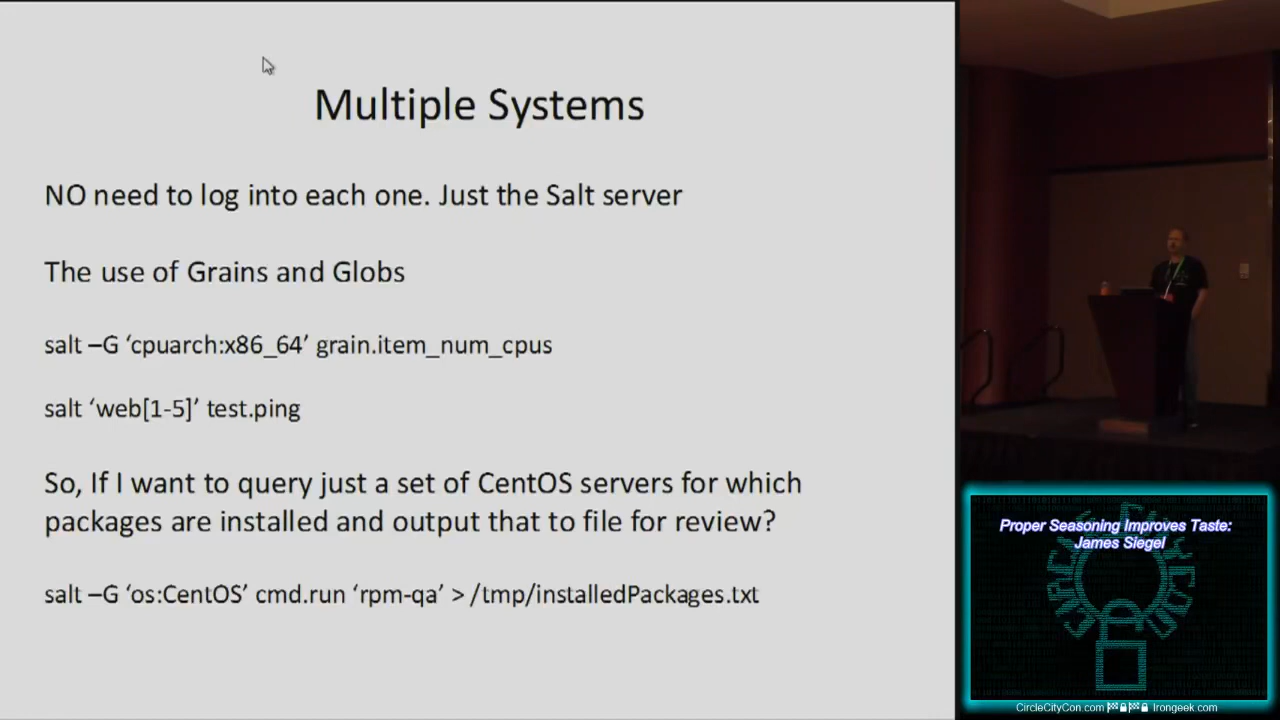 Multiple Systems
NO need to log into each one. Just the Salt server
The use of Grains and Globs
salt –G ‘cpuarch:x86_64’ grain.item_num_cpus
salt ‘web[1-5]’ test.ping
So, If I want to query just a set of CentOS servers for which
packages are installed and output that to file for review?
salt –G ‘os:CentOS’ cmd.run ‘rpm-qa’ > /tmp/installedPackages.txt
Proper Seasoning Improves Taste:
James Siegel
CircleCityCon.com Irongeek.com